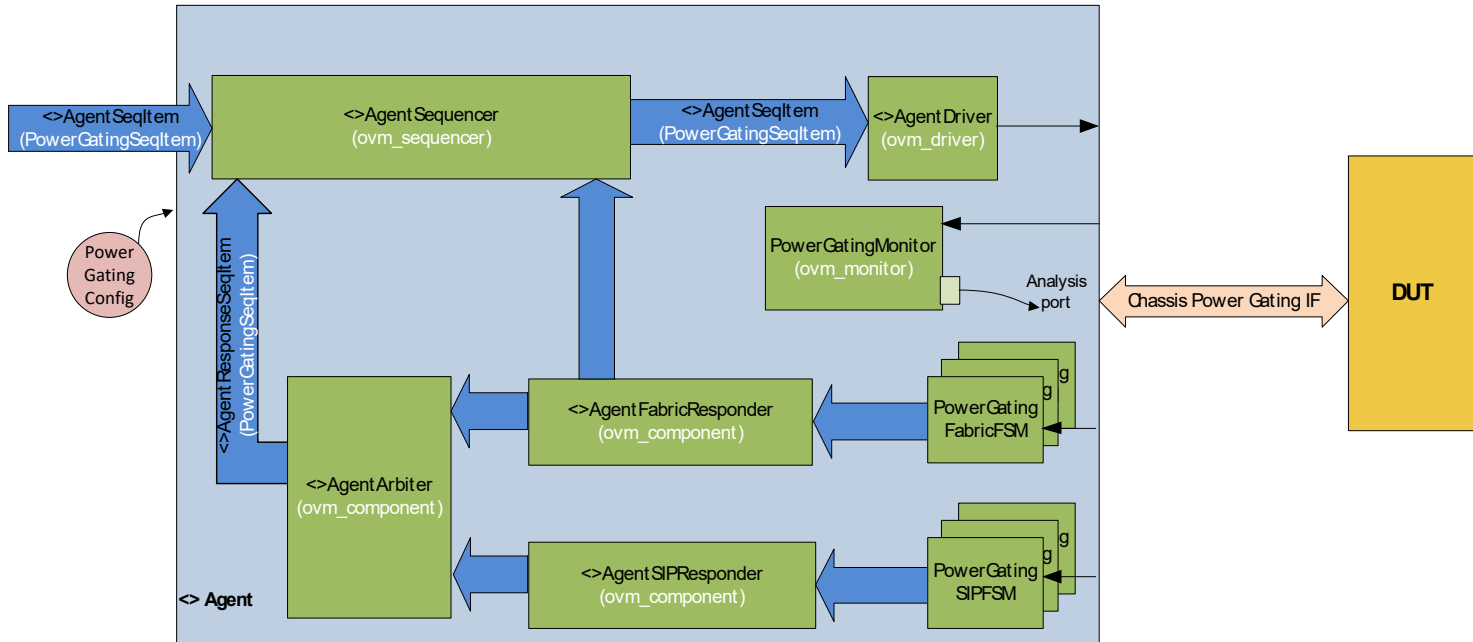 <>AgentSeqItem
(PowerGatingSeqItem)
<>AgentSequencer
(ovm_sequencer)
<>AgentSeqItem
(PowerGatingSeqItem)
<>AgentDriver
(ovm_driver)
Power
Gating
Config
<>AgentResponseSeqItem
(PowerGatingSeqItem)
PowerGatingMonitor
(ovm_monitor)
Analysis
port
Chassis Power Gating IF
DUT
<>AgentFabricResponder
(ovm_component)
g
g
PowerGating
FabricFSM
<>AgentArbiter
(ovm_component)
<>AgentSIPResponder
(ovm_component)
g
g
PowerGating
SIPFSM
<> Agent